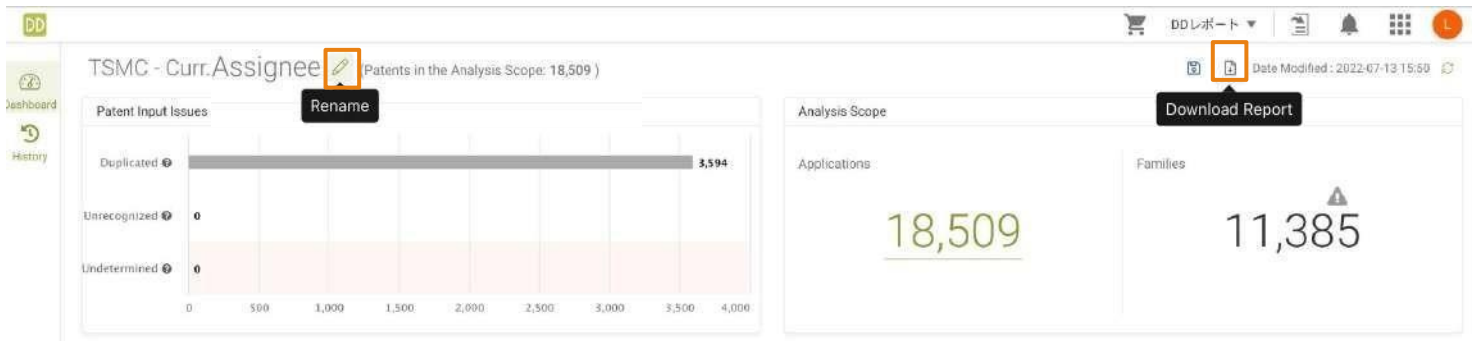 DD
DDレポート ▼
L
TSMC - Curr.Assignee (Patents in the Analysis Scope: 18,509 )
Date Modified : 2022-07-13 15:50
Dashboard
History
Rename
Download Report
Patent Input Issues
Duplicated
3,594
Unrecognized
0
Undetermined
0
0 500 1,000 1,500 2,000 2,500 3,000 3,500 4,000
Analysis Scope
Applications
18,509
Families
11,385